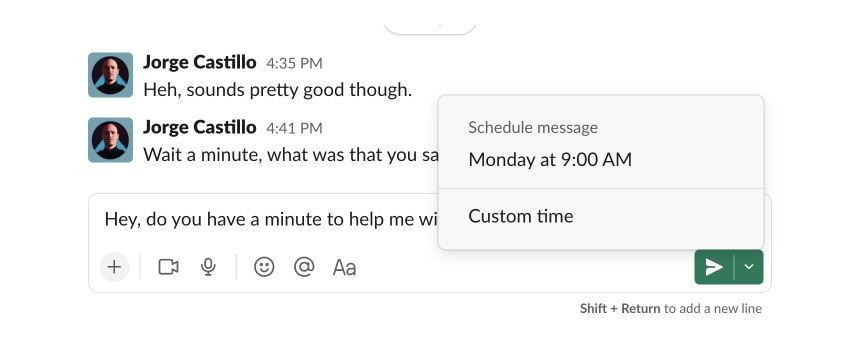 Jorge Castillo 4:35 PM
Heh, sounds pretty good though.
Jorge Castillo 4:41 PM
Wait a minute, what was that you sa
Schedule message
Monday at 9:00 AM
Custom time
Hey, do you have a minute to help me wi
Aa
Shift + Return to add a new line